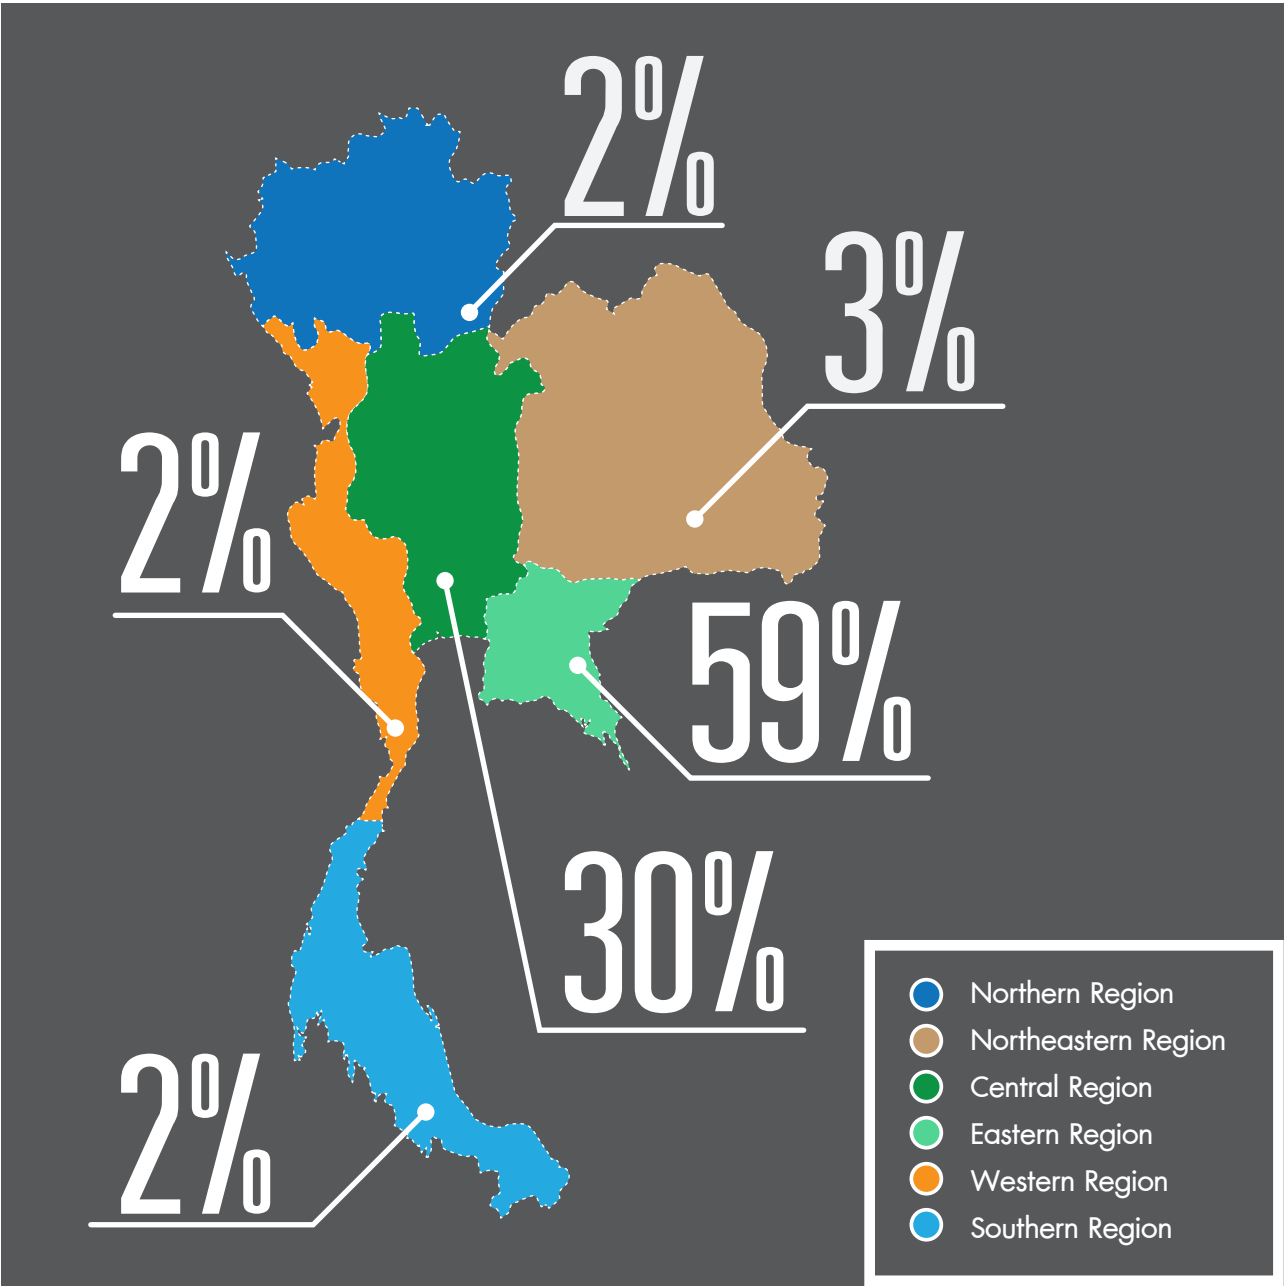 2%
3%
2%
59%
30%
2%
Northern Region
Northeastern Region
Central Region
Eastern Region
Western Region
Southern Region